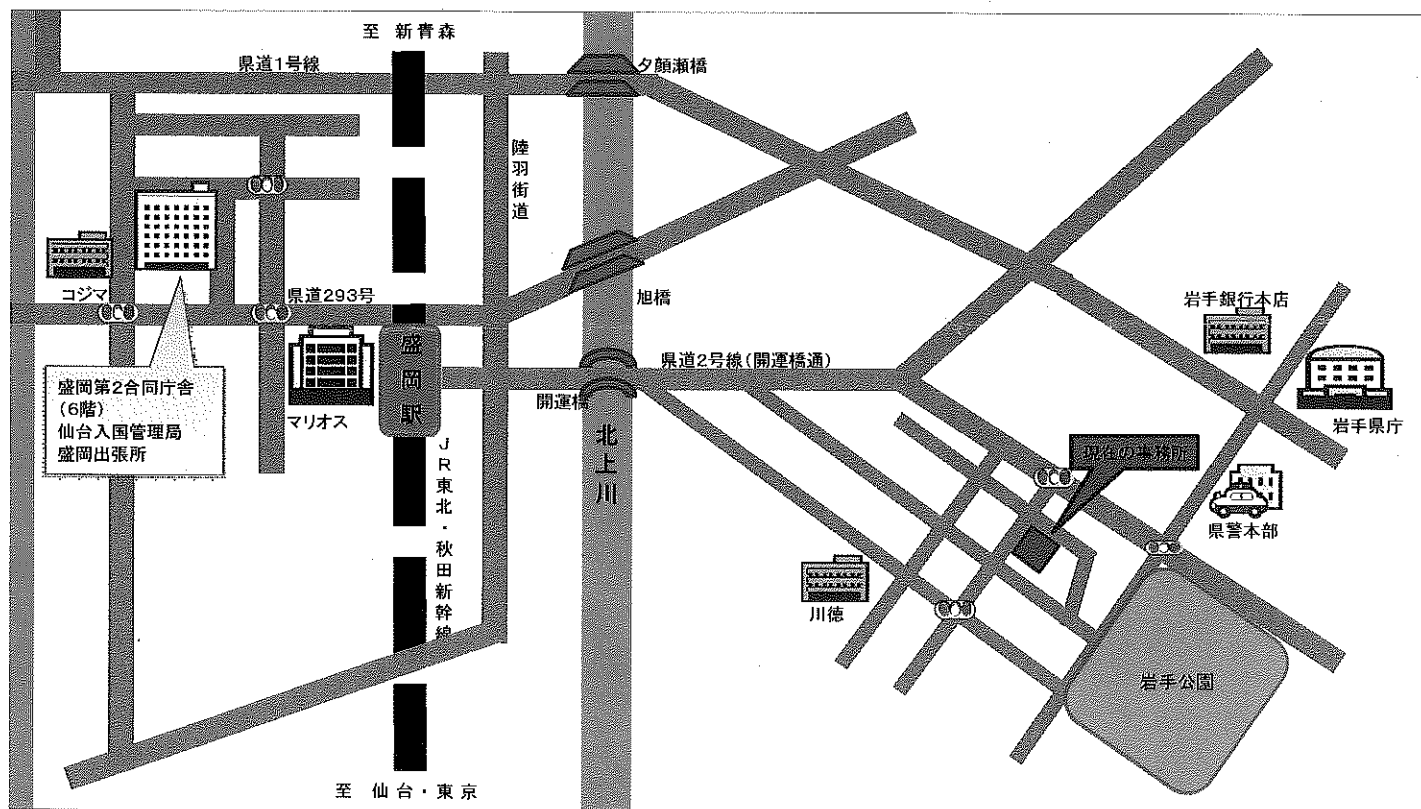 至 新青森
県道1号線
夕顔瀬橋
陸羽街道
コジマ
県道293号
旭橋
岩手銀行本店
盛岡駅
県道2号線(開運橋通)
盛岡第2合同庁舎
(6階)
仙台入国管理局
盛岡出張所
マリオス
開運橋
岩手県庁
北上川
JR東北・秋田新幹線
現在の事務所
県警本部
川徳
岩手公園
至 仙台・東京